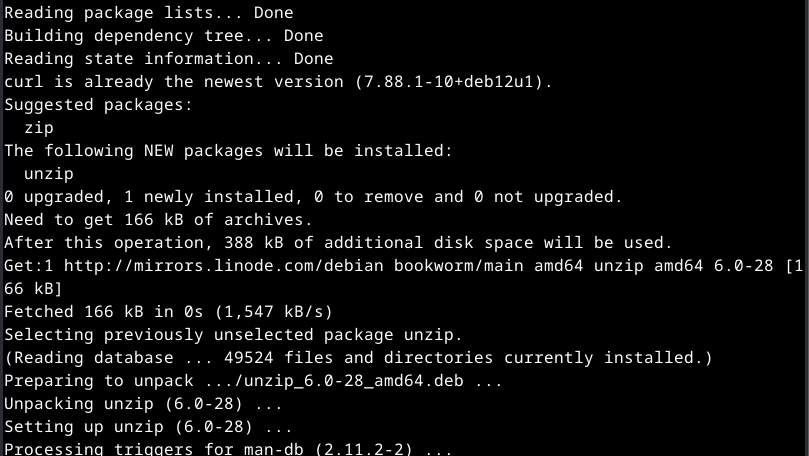 Reading package lists... Done
Building dependency tree... Done
Reading state information... Done
curl is already the newest version (7.88.1-10+deb12u1).
Suggested packages:
  zip
The following NEW packages will be installed:
  unzip
0 upgraded, 1 newly installed, 0 to remove and 0 not upgraded.
Need to get 166 kB of archives.
After this operation, 388 kB of additional disk space will be used.
Get:1 http://mirrors.linode.com/debian bookworm/main amd64 unzip amd64 6.0-28 [1
66 kB]
Fetched 166 kB in 0s (1,547 kB/s)
Selecting previously unselected package unzip.
(Reading database ... 49524 files and directories currently installed.)
Preparing to unpack .../unzip_6.0-28_amd64.deb ...
Unpacking unzip (6.0-28) ...
Setting up unzip (6.0-28) ...
Processing triggers for man-db (2.11.2-2) ...